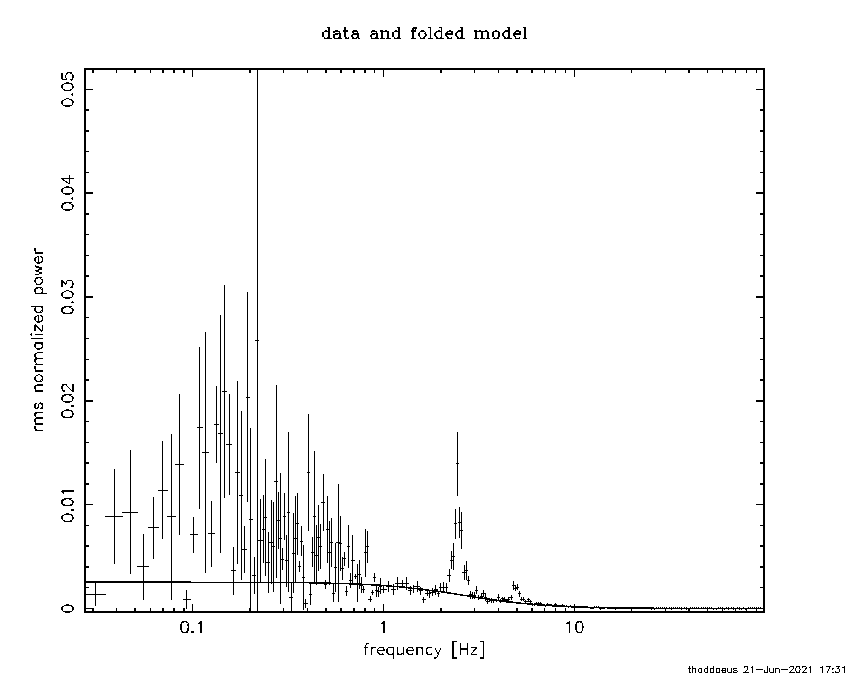 data and folded model
0.05
0.04
0.03
0.02
0.01
0
rms normalized power
0.1 1 10
frequency [Hz]
thaddaeus 21-Jun-2021 17:31